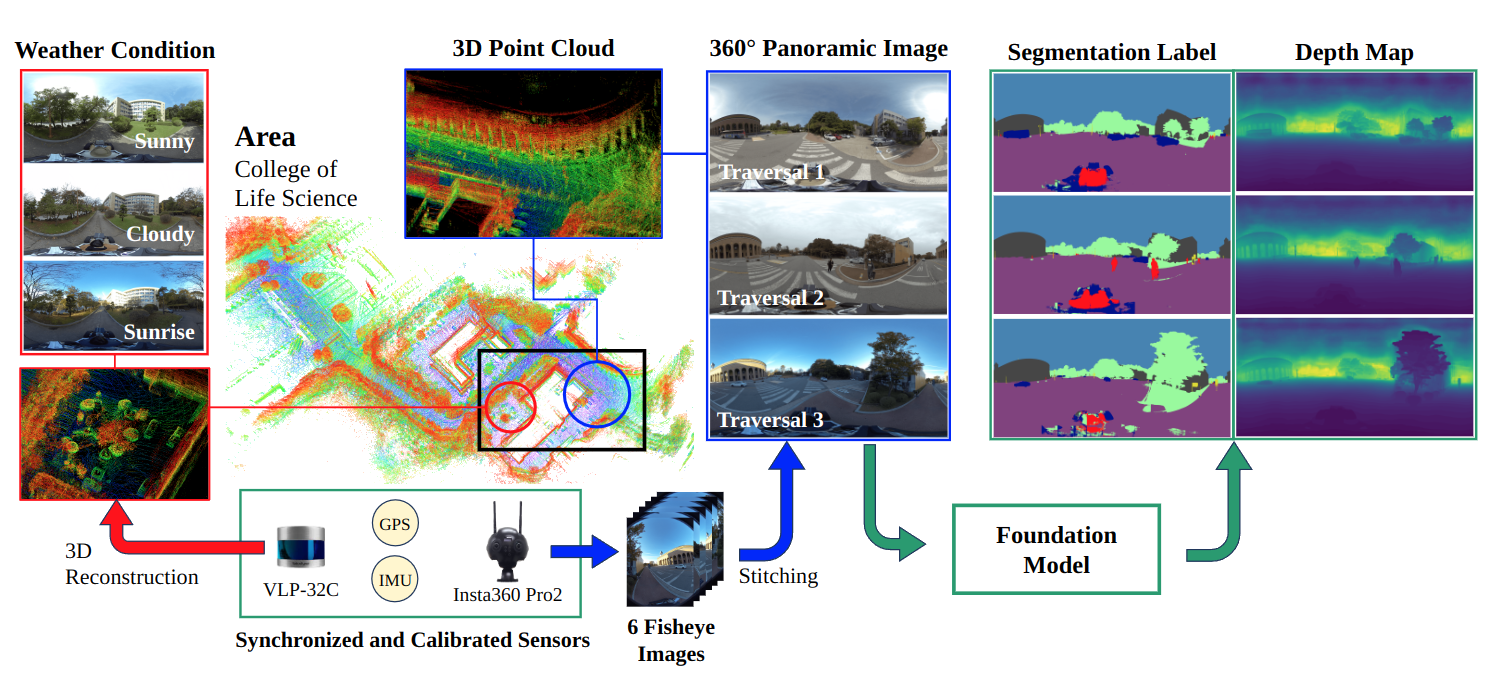 Weather Condition
Sunny
Cloudy
Sunrise
Area
College of
Life Science
3D Point Cloud
360° Panoramic Image
Traversal 1
Traversal 2
Traversal 3
Segmentation Label
Depth Map
3D
Reconstruction
VLP-32C
GPS
IMU
Insta360 Pro2
Synchronized and Calibrated Sensors
6 Fisheye
Images
Stitching
Foundation
Model